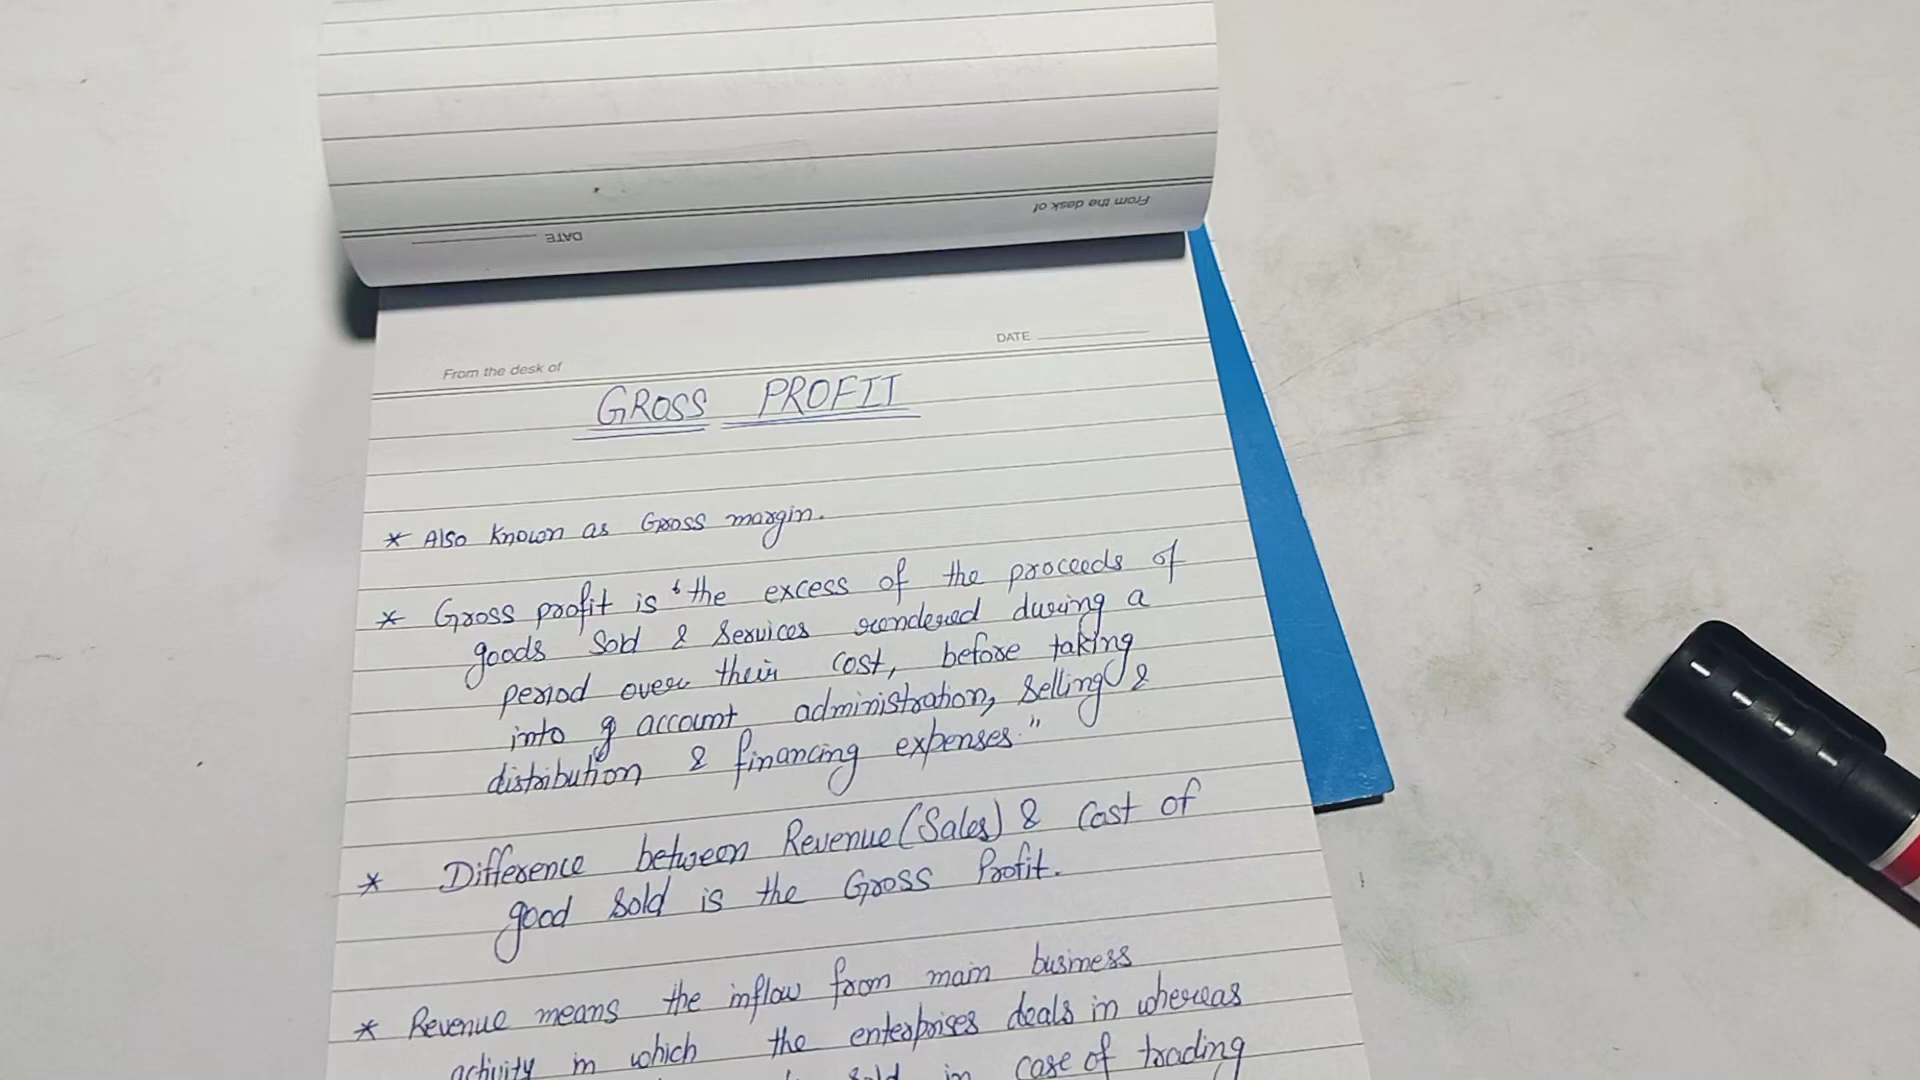 From the desk of
DATE
From the desk of
DATE
GROSS PROFIT
* Also known as Gross margin.
* Gross profit is "the excess of the proceeds of
goods sold & services rendered during a
period over their cost, before taking
into account administration, selling &
distribution & financing expenses."
* Difference between Revenue (Sales) & Cost of
good sold is the Gross Profit.
* Revenue means the inflow from main business
activity in which the enterprises deals in whereas
sold in case of trading